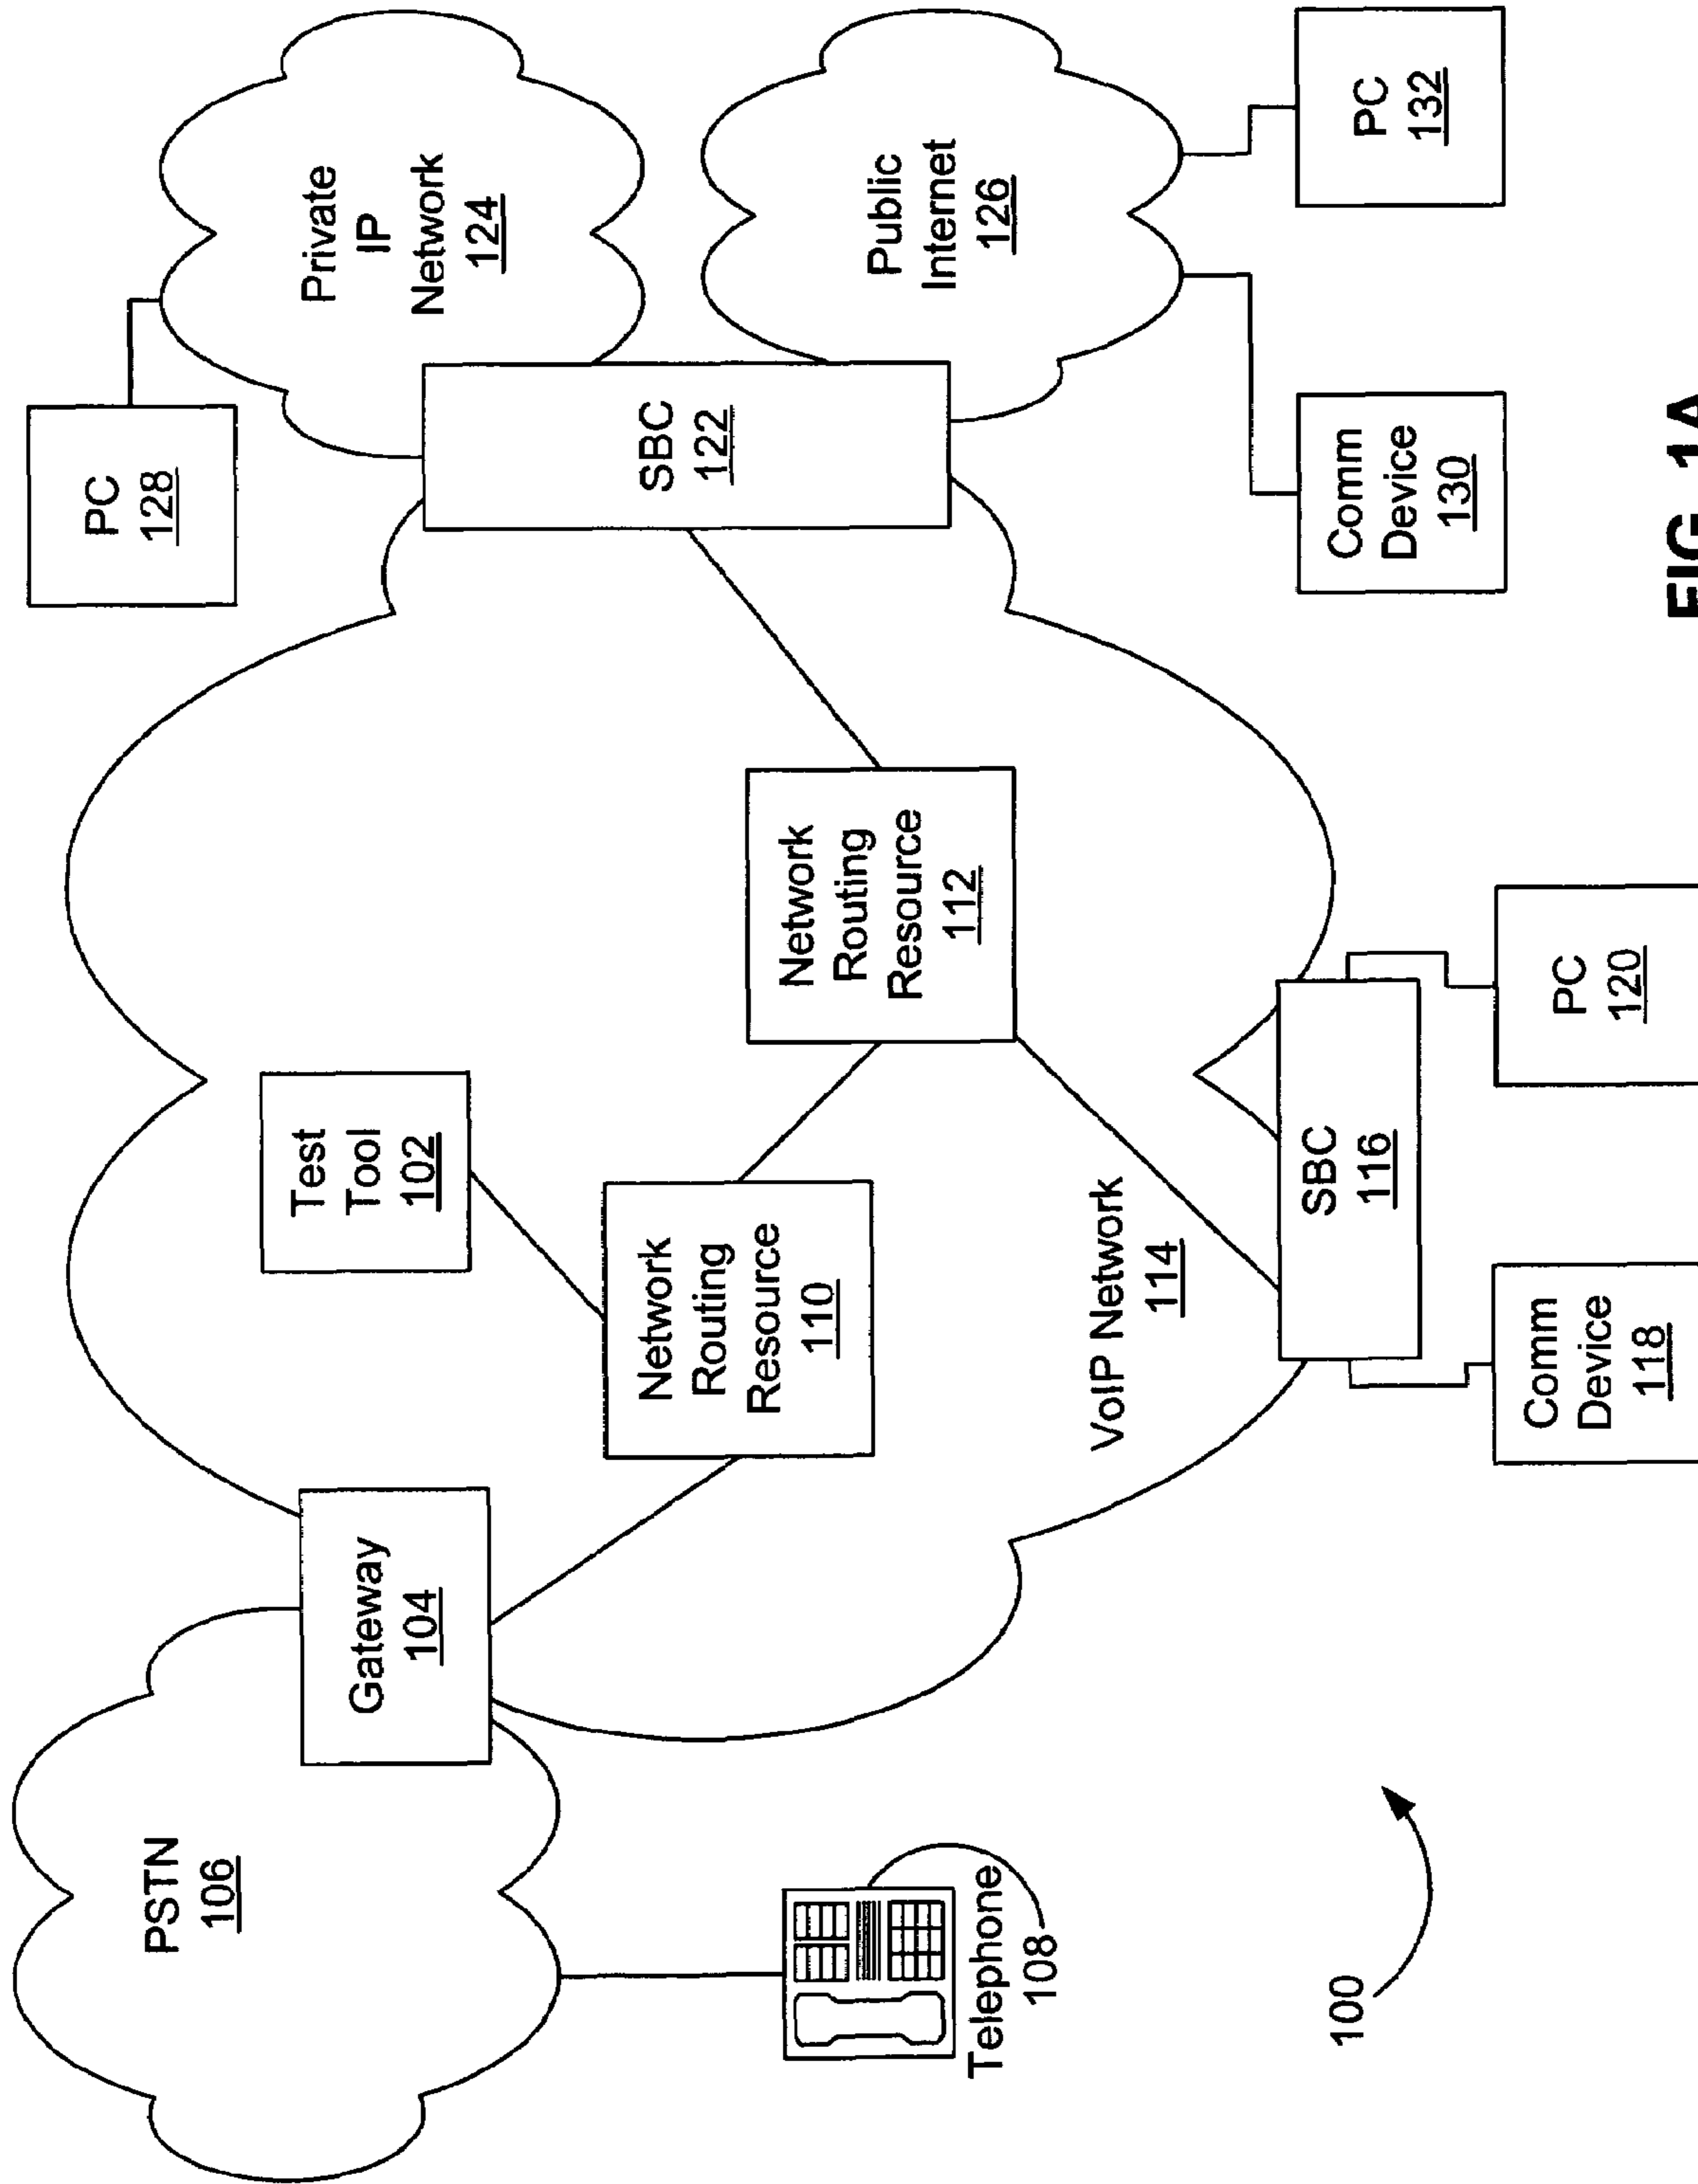 PSTN
106
Gateway
104
Telephone
108
100
Test
Tool
102
Network
Routing
Resource
110
Network
Routing
Resource
112
VoIP Network
114
SBC
116
Comm
Device
118
PC
120
SBC
122
Private
IP
Network
124
Public
Internet
126
PC
128
Comm
Device
130
PC
132
FIG. 1A